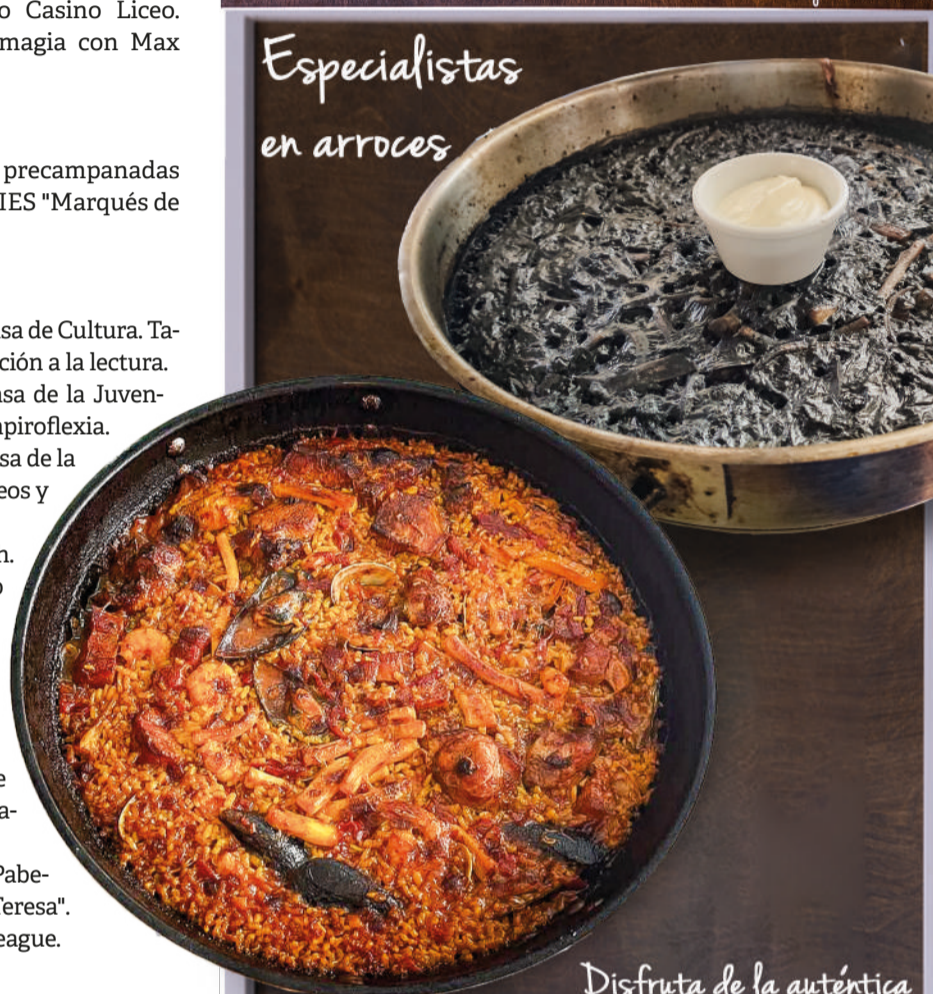 o Casino Liceo.
magia con Max
precampanadas
IES "Marqués de
sa de Cultura. Ta-
ción a la lectura.
asa de la Juven-
apiroflexia.
sa de la
eos y
n.
o
e
a-
Pabe-
Teresa".
eague.
Especialistas
en arroces
Disfruta de la auténtica